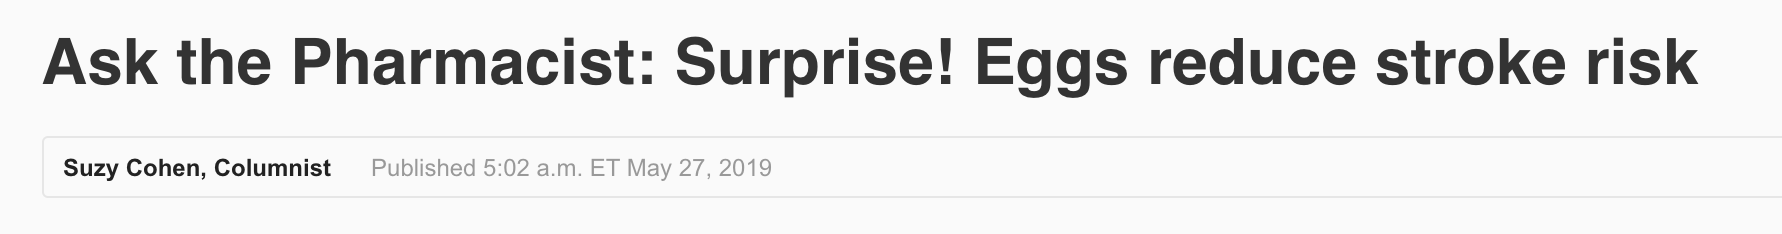 Ask the Pharmacist: Surprise! Eggs reduce stroke risk
Suzy Cohen, Columnist Published 5:02 a.m. ET May 27, 2019